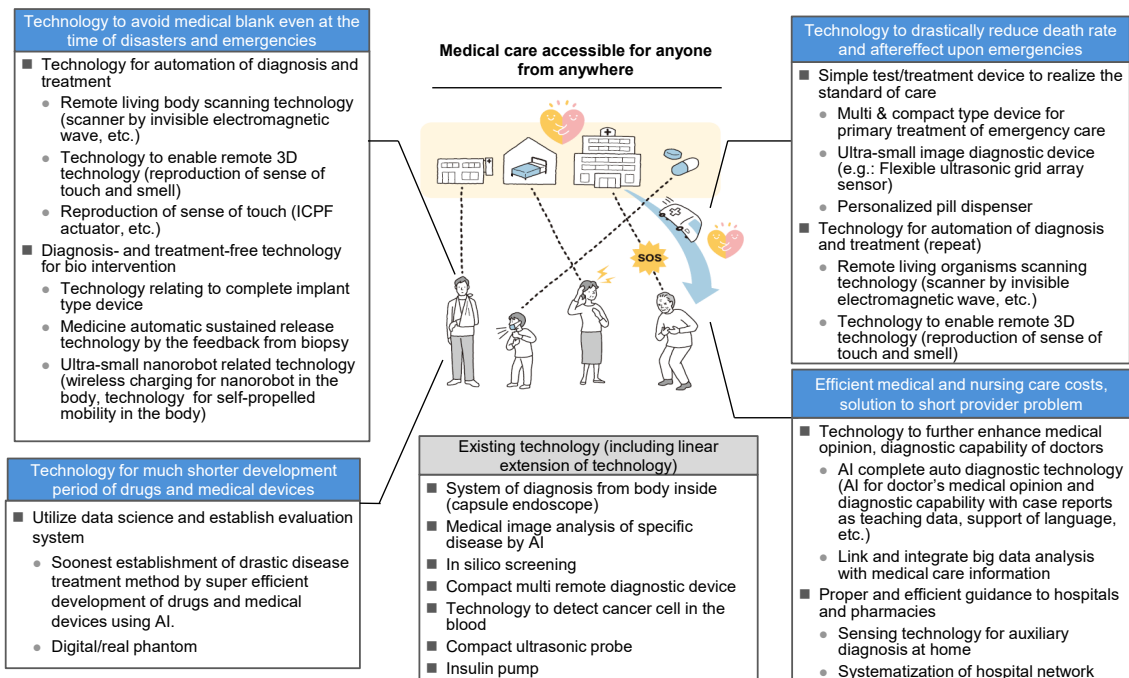 Technology to avoid medical blank even at the
time of disasters and emergencies
■ Technology for automation of diagnosis and
treatment
● Remote living body scanning technology
(scanner by invisible electromagnetic
wave, etc.)
● Technology to enable remote 3D
technology (reproduction of sense of
touch and smell)
● Reproduction of sense of touch (ICPF
actuator, etc.)
■ Diagnosis- and treatment-free technology
for bio intervention
● Technology relating to complete implant
type device
● Medicine automatic sustained release
technology by the feedback from biopsy
● Ultra-small nanorobot related technology
(wireless charging for nanorobot in the
body, technology for self-propelled
mobility in the body)
Technology for much shorter development
period of drugs and medical devices
■ Utilize data science and establish evaluation
system
● Soonest establishment of drastic disease
treatment method by super efficient
development of drugs and medical
devices using AI.
● Digital/real phantom
Medical care accessible for anyone
from anywhere
SOS
Existing technology (including linear
extension of technology)
■ System of diagnosis from body inside
(capsule endoscope)
■ Medical image analysis of specific
disease by AI
■ In silico screening
■ Compact multi remote diagnostic device
■ Technology to detect cancer cell in the
blood
■ Compact ultrasonic probe
■ Insulin pump
Technology to drastically reduce death rate
and aftereffect upon emergencies
■ Simple test/treatment device to realize the
standard of care
● Multi & compact type device for
primary treatment of emergency care
● Ultra-small image diagnostic device
(e.g.: Flexible ultrasonic grid array
sensor)
● Personalized pill dispenser
■ Technology for automation of diagnosis
and treatment (repeat)
● Remote living organisms scanning
technology (scanner by invisible
electromagnetic wave, etc.)
● Technology to enable remote 3D
technology (reproduction of sense of
touch and smell)
Efficient medical and nursing care costs,
solution to short provider problem
■ Technology to further enhance medical
opinion, diagnostic capability of doctors
● AI complete auto diagnostic technology
(AI for doctor's medical opinion and
diagnostic capability with case reports
as teaching data, support of language,
etc.)
● Link and integrate big data analysis
with medical care information
■ Proper and efficient guidance to hospitals
and pharmacies
● Sensing technology for auxiliary
diagnosis at home
● Systematization of hospital network